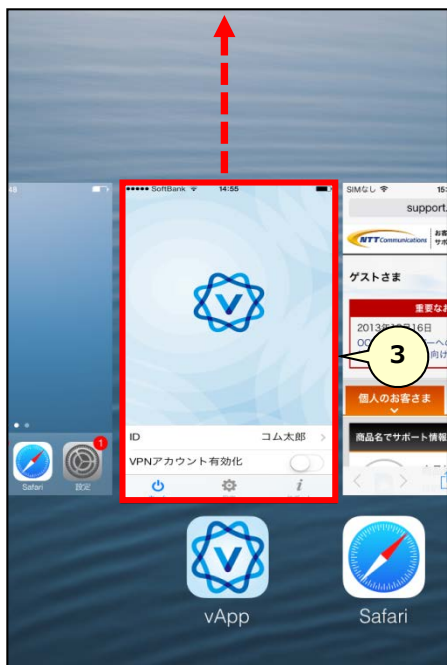 SoftBank 14:55
SIMなし
support.
NTT Communications
ゲストさま
重要なお
2013年
3
個人のお客さま
商品名でサポート情報
ID コム太郎
VPNアカウント有効化
1
Safari 設定
vApp
Safari